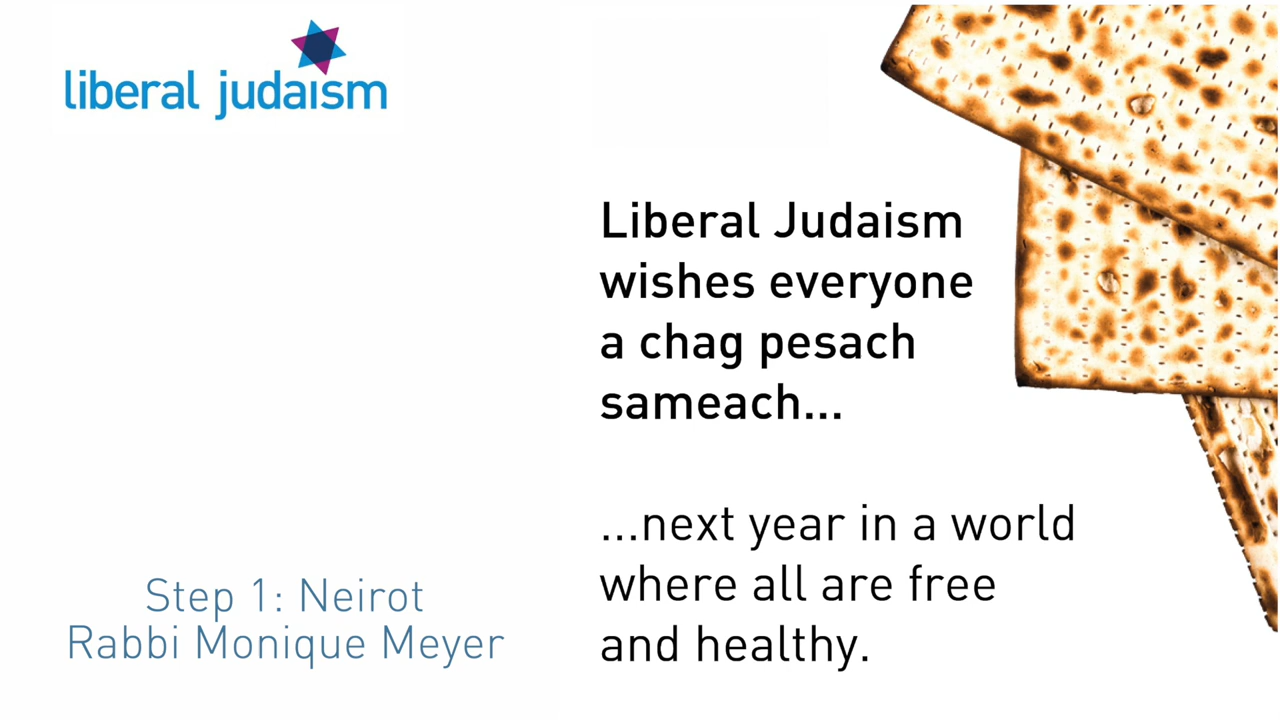 liberal judaism
Liberal Judaism
wishes everyone
a chag pesach
sameach...
...next year in a world
where all are free
and healthy.
Step 1: Neirot
Rabbi Monique Meyer